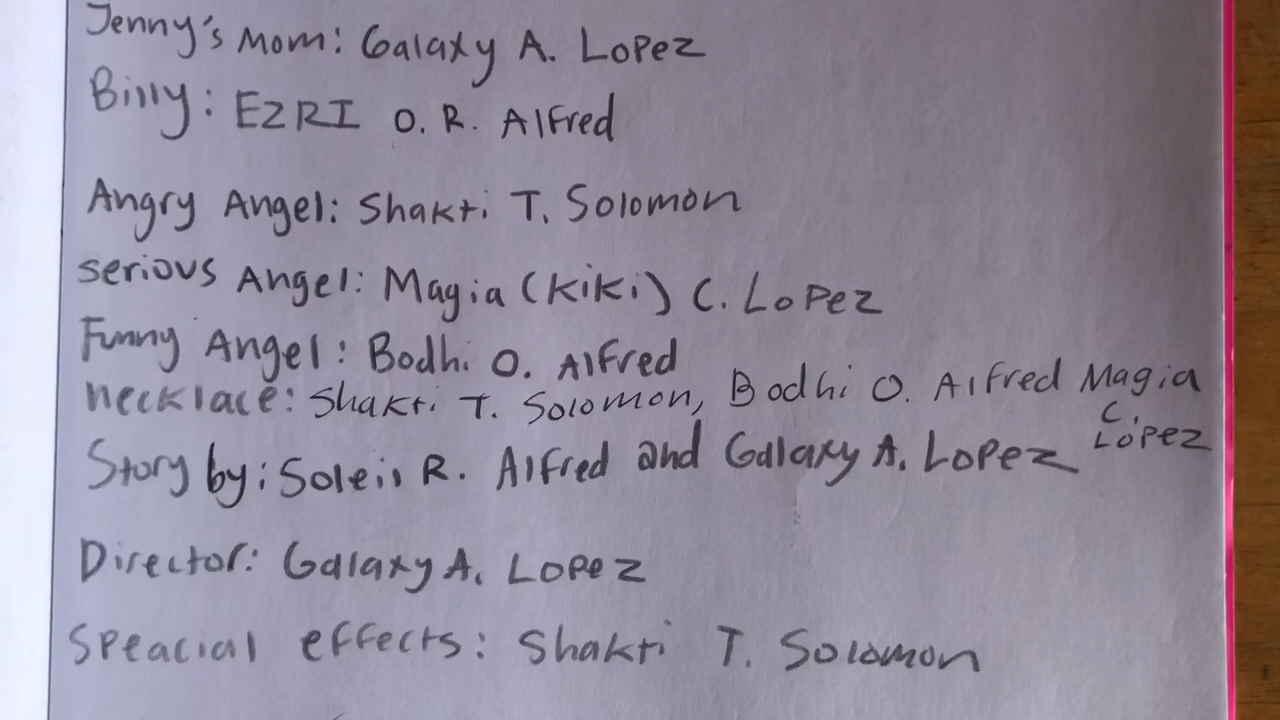 Jenny's Mom: Galaxy A. Lopez
Billy: EZRI O. R. Alfred
Angry Angel: Shakti T. Solomon
serious Angel: Magia (Kiki) C. Lopez
Funny Angel: Bodhi O. Alfred
necklace: Shakti T. Solomon, Bodhi O. Alfred Magia C. Lopez
Story by: Soleil R. Alfred and Galaxy A. Lopez
Director: Galaxy A. Lopez
Speacial effects: Shakti T. Solomon